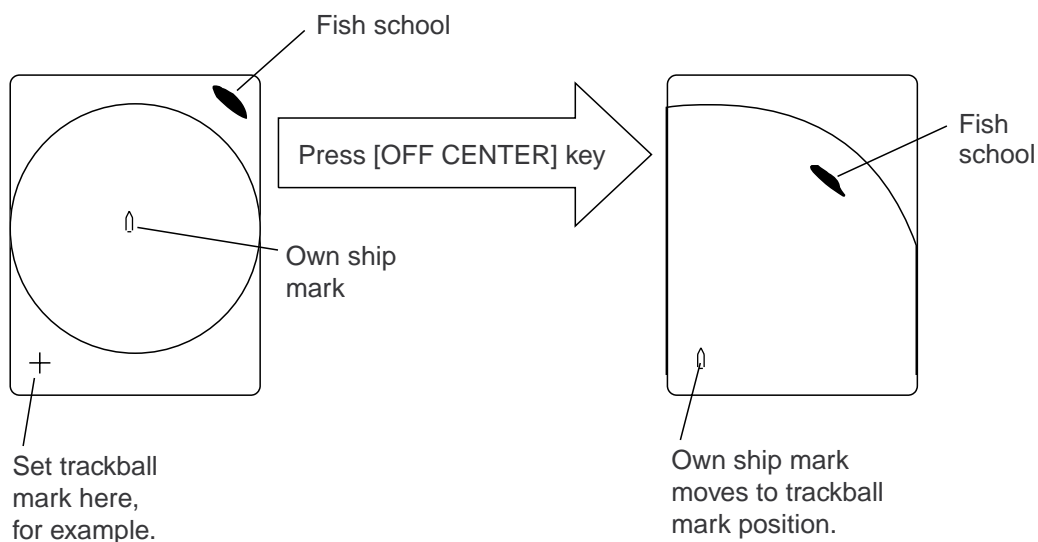 Fish school
Press [OFF CENTER] key
Own ship
mark
Set trackball
mark here,
for example.
Fish
school
Own ship mark
moves to trackball
mark position.